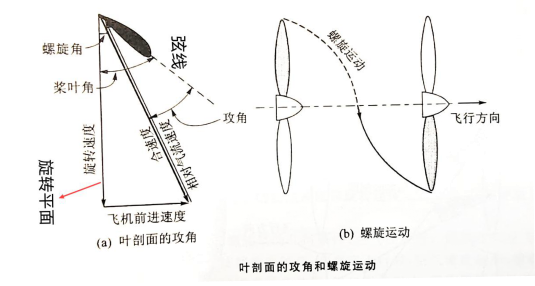 螺旋角
桨叶角
弦线
攻角
旋转速度
合速度
相对气流速度
旋转平面
飞机前进速度
(a) 叶剖面的攻角
螺旋运动
飞行方向
(b) 螺旋运动
叶剖面的攻角和螺旋运动